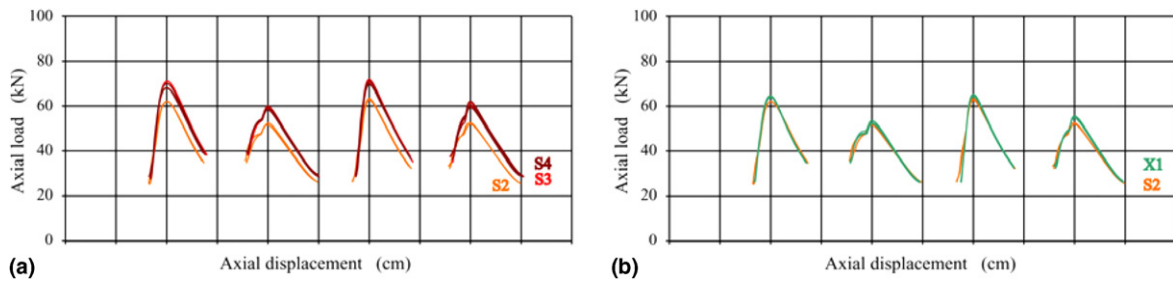 100
80
60
40
20
0
Axial load (kN)
S4
S2
S3
Axial displacement (cm)
(a)
100
80
60
40
20
0
Axial load (kN)
X1
S2
Axial displacement (cm)
(b)